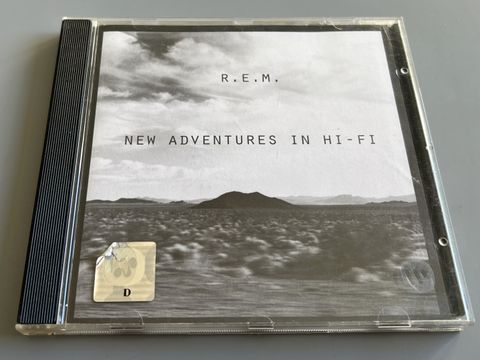 R.E.M.
NEW ADVENTURES IN HI-FI
D